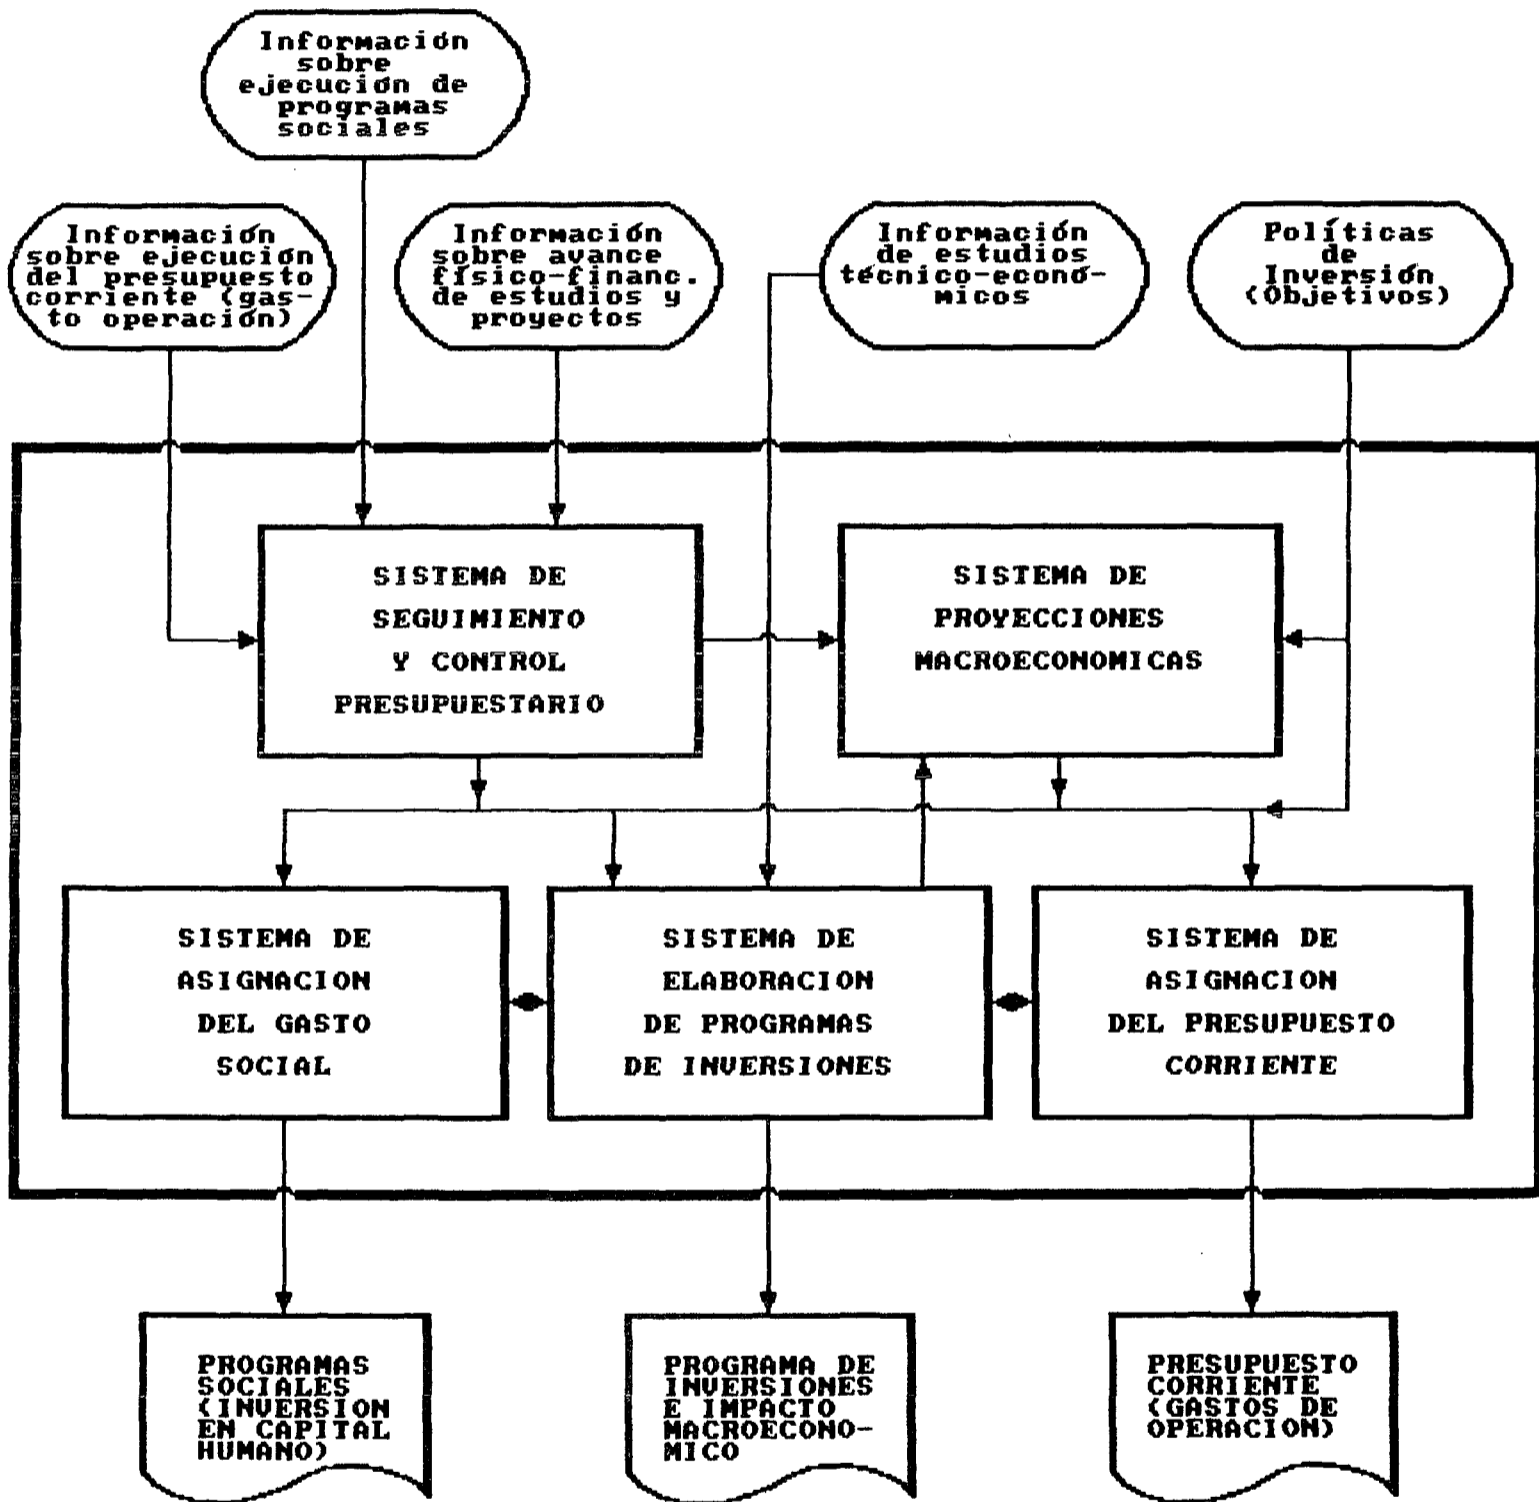 Información
sobre
ejecución de
programas
sociales
Información
sobre ejecución
del presupuesto
corriente (gas-
to operación)
Información
sobre avance
físico-financ.
de estudios y
proyectos
Información
de estudios
técnico-econó-
micos
Políticas
de
Inversión
(Objetivos)
SISTEMA DE
SEGUIMIENTO
Y CONTROL
PRESUPUESTARIO
SISTEMA DE
PROYECCIONES
MACROECONOMICAS
SISTEMA DE
ASIGNACION
DEL GASTO
SOCIAL
SISTEMA DE
ELABORACION
DE PROGRAMAS
DE INVERSIONES
SISTEMA DE
ASIGNACION
DEL PRESUPUESTO
CORRIENTE
PROGRAMAS
SOCIALES
(INVERSION
EN CAPITAL
HUMANO)
PROGRAMA DE
INVERSIONES
E IMPACTO
MACROECONO-
MICO
PRESUPUESTO
CORRIENTE
(GASTOS DE
OPERACION)